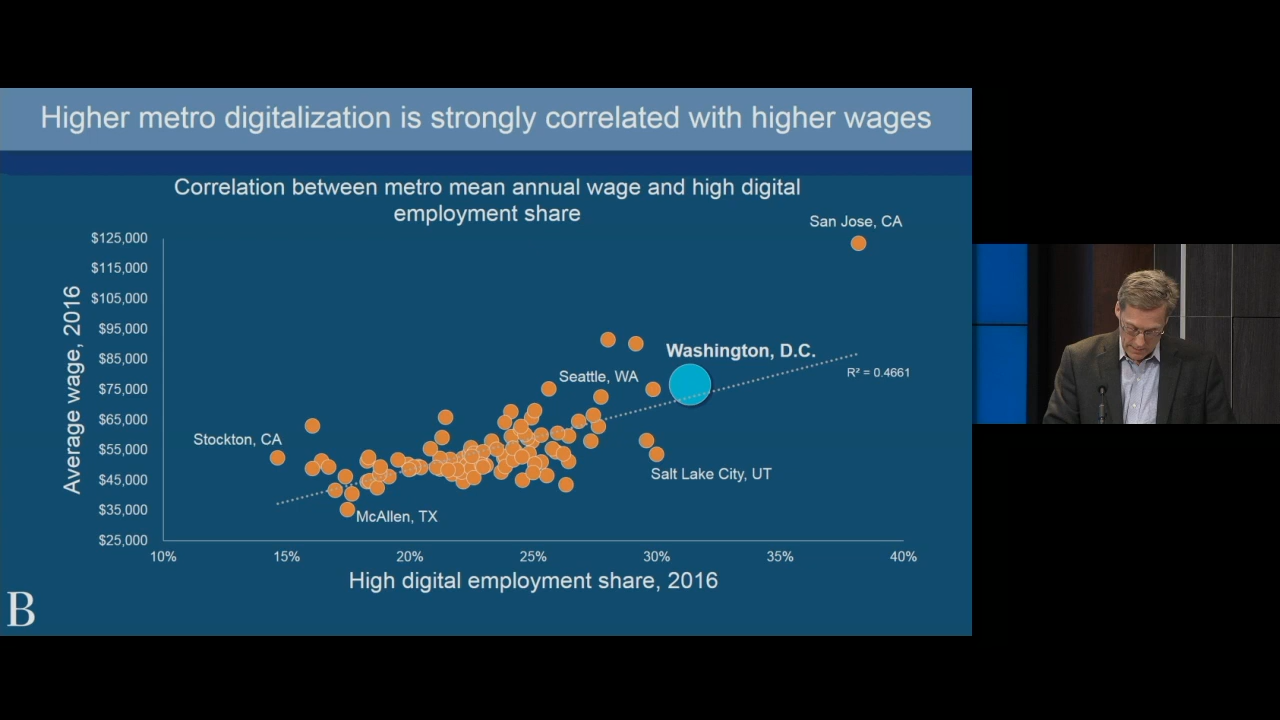 Higher metro digitalization is strongly correlated with higher wages
Correlation between metro mean annual wage and high digital
employment share
San Jose, CA
$125,000
$115,000
$105,000
$95,000
$85,000
$75,000
$65,000
$55,000
$45,000
$35,000
$25,000
Average wage, 2016
Washington, D.C.
Seattle, WA
R² = 0.4661
Stockton, CA
Salt Lake City, UT
McAllen, TX
10%
15%
20%
25%
30%
35%
40%
High digital employment share, 2016
B